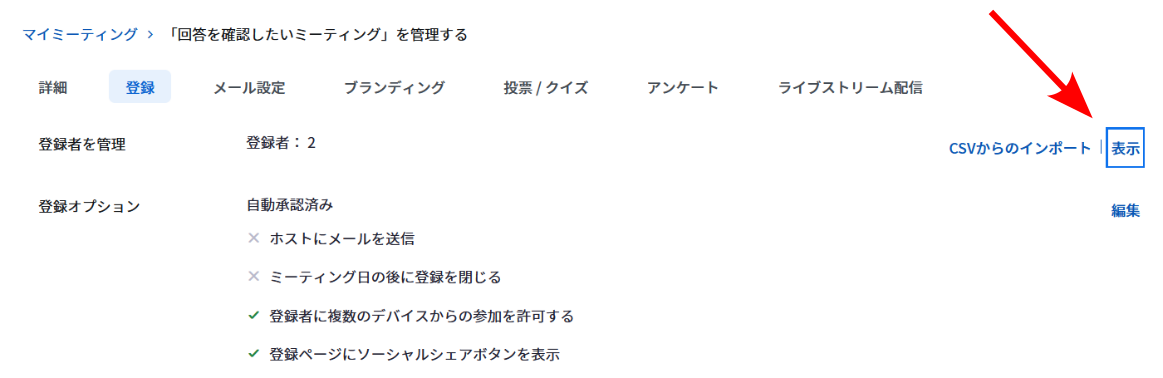 マイミーティング › 「回答を確認したいミーティング」を管理する
詳細 登録 メール設定 ブランディング 投票 / クイズ アンケート ライブストリーム配信
登録者を管理 登録者： 2 CSVからのインポート | 表示
登録オプション 自動承認済み 編集
× ホストにメールを送信
× ミーティング日の後に登録を閉じる
✓ 登録者に複数のデバイスからの参加を許可する
✓ 登録ページにソーシャルシェアボタンを表示